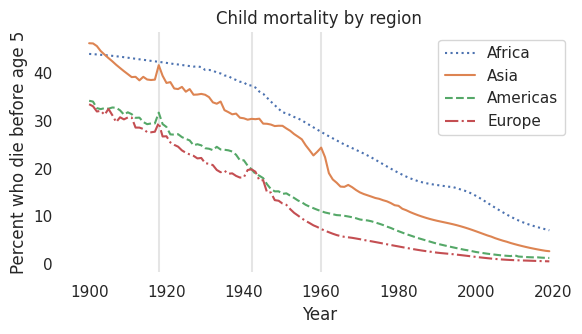 Child mortality by region
Percent who die before age 5
40
30
20
10
0
Africa
Asia
Americas
Europe
1900
1920
1940
1960
1980
2000
2020
Year